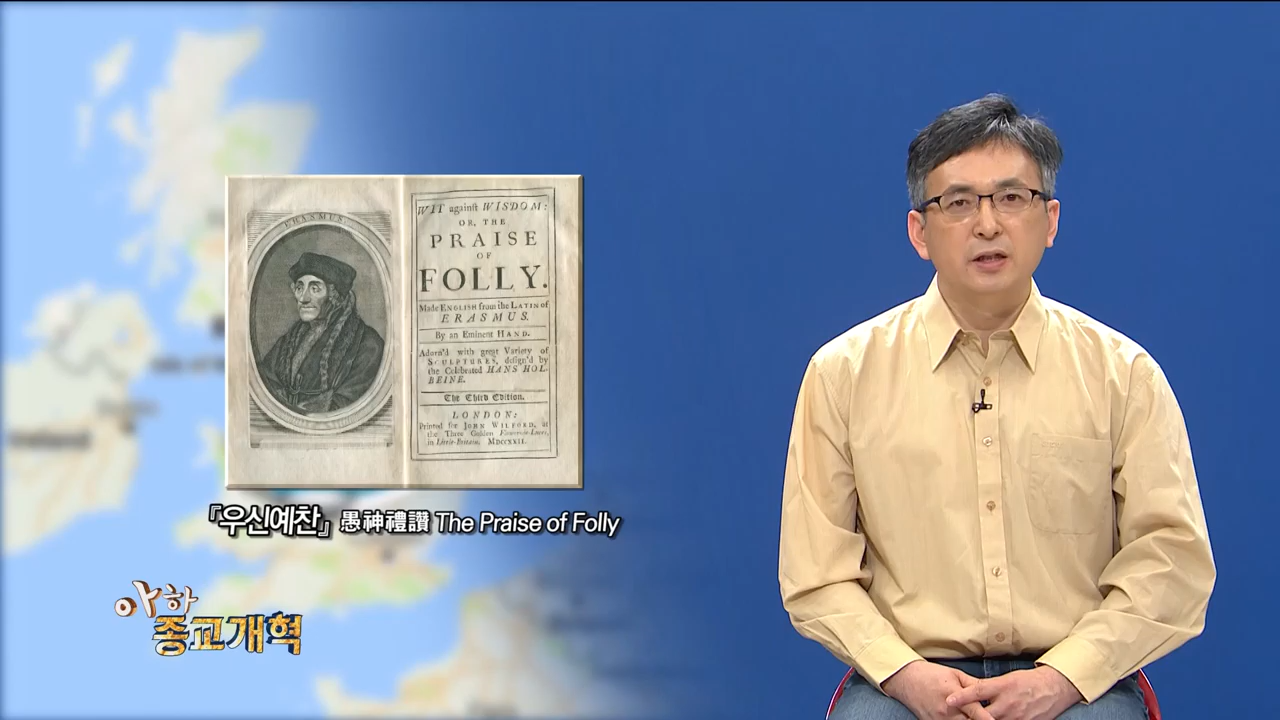 ERASMUS
WIT against WISDOM:
OR, THE
PRAISE
OF
FOLLY.
Made ENGLISH from the LATIN of
ERASMUS.
By an Eminent HAND.
Adorn'd with great Variety of
SCULPTURES, design'd by
the Celebrated HANS HOL-
BEINE.
The Third Edition.
LONDON:
Printed for JOHN WILFORD, at
the Three Golden
in Little-Britain. MDCCXXII.
『우신예찬』 愚神禮讚 The Praise of Folly
아하
종교개혁